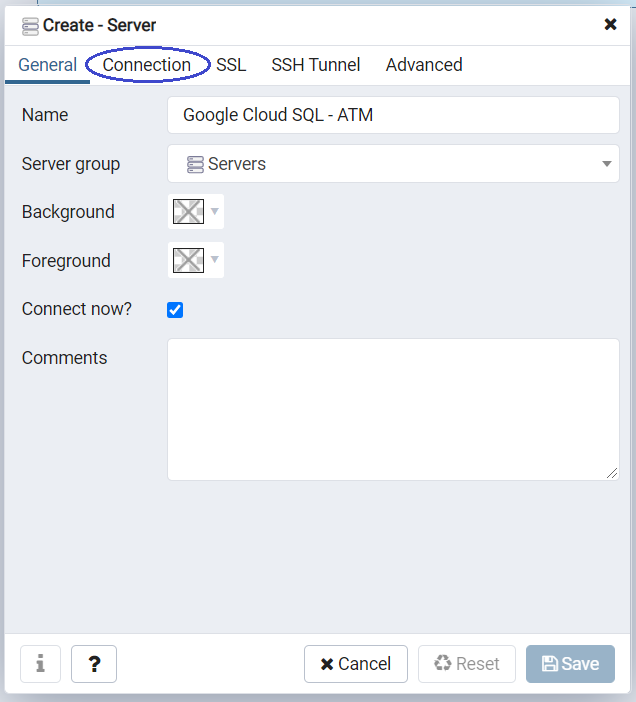 Create - Server
General Connection SSL SSH Tunnel Advanced
Name Google Cloud SQL - ATM
Server group Servers
Background
Foreground
Connect now?
Comments
i ? Cancel Reset Save